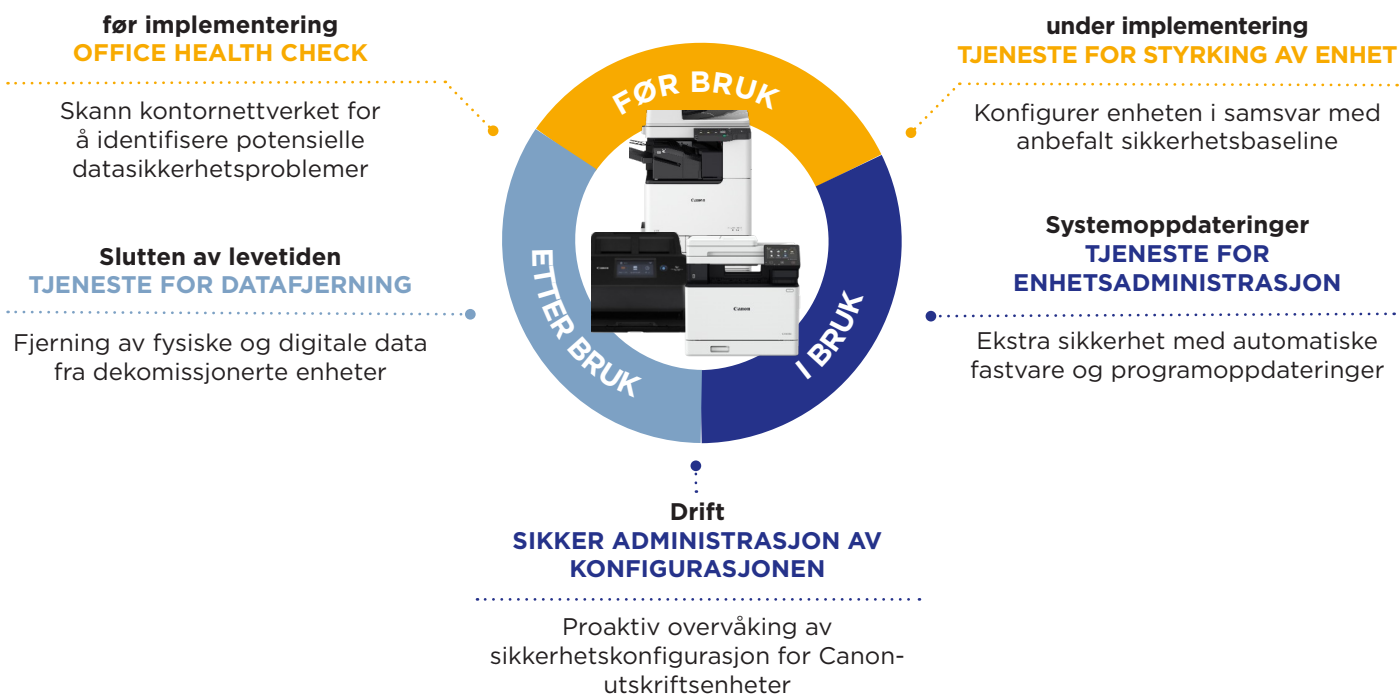 før implementering
OFFICE HEALTH CHECK
Skann kontornettverket for
å identifisere potensielle
datasikkerhetsproblemer
under implementering
TJENESTE FOR STYRKING AV ENHET
Konfigurer enheten i samsvar med
anbefalt sikkerhetsbaseline
FØR BRUK
I BRUK
ETTER BRUK
Canon
Canon
Canon
Slutten av levetiden
TJENESTE FOR DATAFJERNING
Fjerning av fysiske og digitale data
fra dekomissjonerte enheter
Systemoppdateringer
TJENESTE FOR
ENHETSADMINISTRASJON
Ekstra sikkerhet med automatiske
fastvare og programoppdateringer
Drift
SIKKER ADMINISTRASJON AV
KONFIGURASJONEN
Proaktiv overvåking av
sikkerhetskonfigurasjon for Canon-
utskriftsenheter